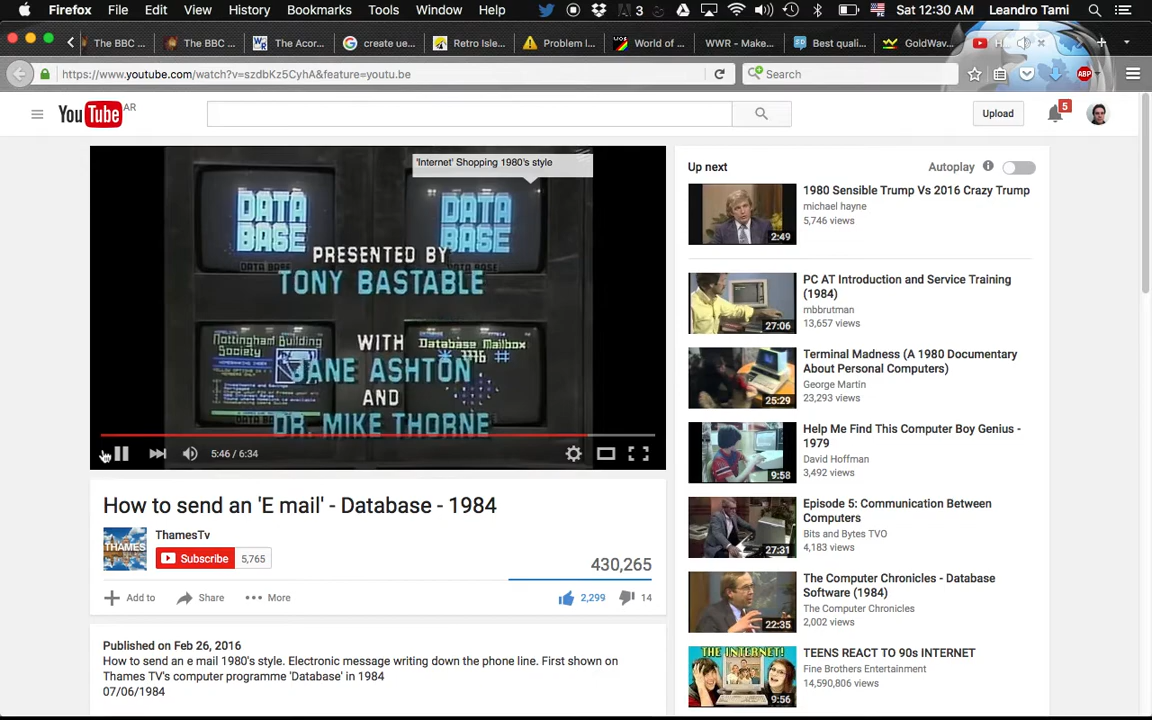 Firefox File Edit View History Bookmarks Tools Window Help 3 Sat 12:30 AM Leandro Tami
The BBC ... The BBC ... The Acor... create ue... Retro Isle... Problem l... World of ... WWR - Make... Best quali... GoldWav...
https://www.youtube.com/watch?v=szdbKz5CyhA&feature=youtu.be Search ABP
YouTube AR Upload 5
'Internet' Shopping 1980's style
DATA BASE
DATA BASE
PRESENTED BY
TONY BASTABLE
WITH
JANE ASHTON
AND
DR. MIKE THORNE
Nottingham Building
Society
Database Mailbox
5:46 / 6:34
How to send an 'E mail' - Database - 1984
THAMES
ThamesTv
Subscribe 5,765
430,265
Add to Share More 2,299 14
Published on Feb 26, 2016
How to send an e mail 1980's style. Electronic message writing down the phone line. First shown on
Thames TV's computer programme 'Database' in 1984
07/06/1984
Up next Autoplay
1980 Sensible Trump Vs 2016 Crazy Trump
michael hayne
5,746 views
2:49
PC AT Introduction and Service Training
(1984)
mbbrutman
13,657 views
27:06
Terminal Madness (A 1980 Documentary
About Personal Computers)
George Martin
23,293 views
25:29
Help Me Find This Computer Boy Genius -
1979
David Hoffman
3,492 views
9:58
Episode 5: Communication Between
Computers
Bits and Bytes TVO
4,183 views
27:31
The Computer Chronicles - Database
Software (1984)
The Computer Chronicles
2,002 views
22:35
TEENS REACT TO 90s INTERNET
Fine Brothers Entertainment
14,590,806 views
THE INTERNET!
9:56